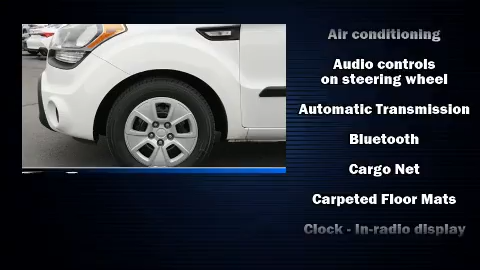 Air conditioning
Audio controls
on steering wheel
Automatic Transmission
Bluetooth
Cargo Net
Carpeted Floor Mats
Clock - In-radio display